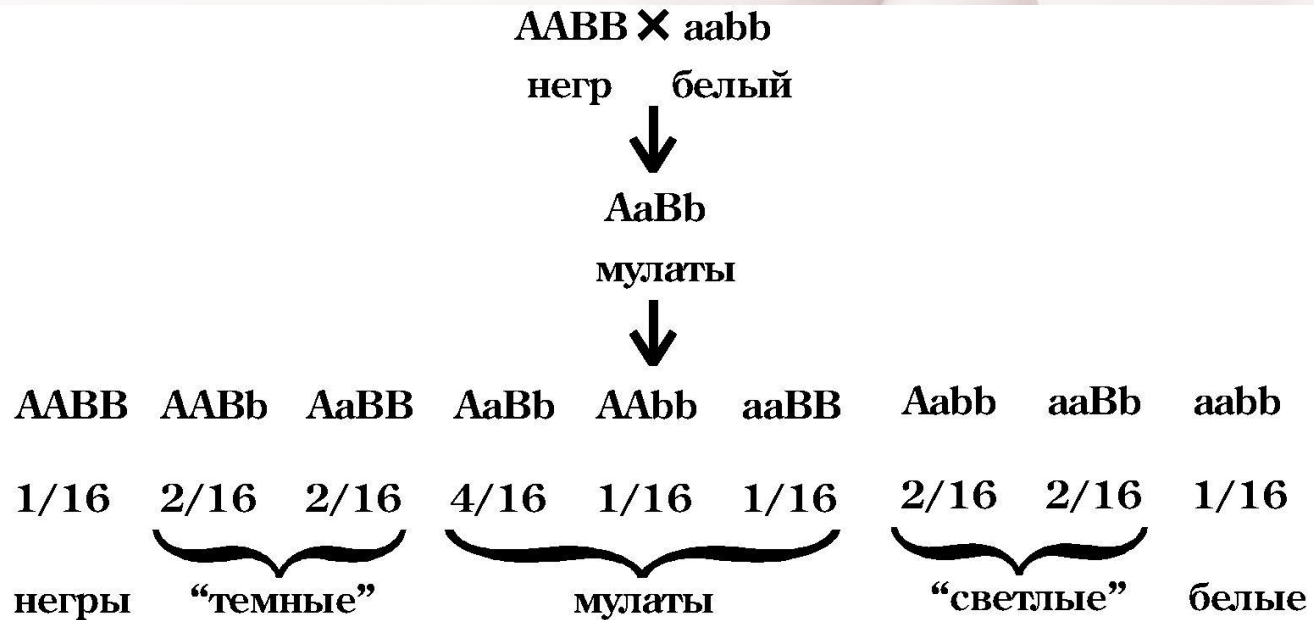 AABB × aabb
негр белый
AaBb
мулаты
AABB AABb AaBB AaBb AAbb aaBB Aabb aaBb aabb
1/16 2/16 2/16 4/16 1/16 1/16 2/16 2/16 1/16
негры “темные” мулаты “светлые” белые